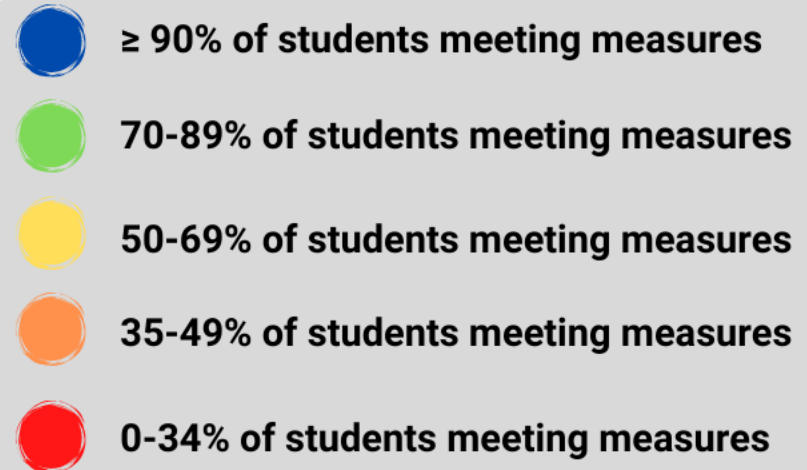 ≥ 90% of students meeting measures
70-89% of students meeting measures
50-69% of students meeting measures
35-49% of students meeting measures
0-34% of students meeting measures